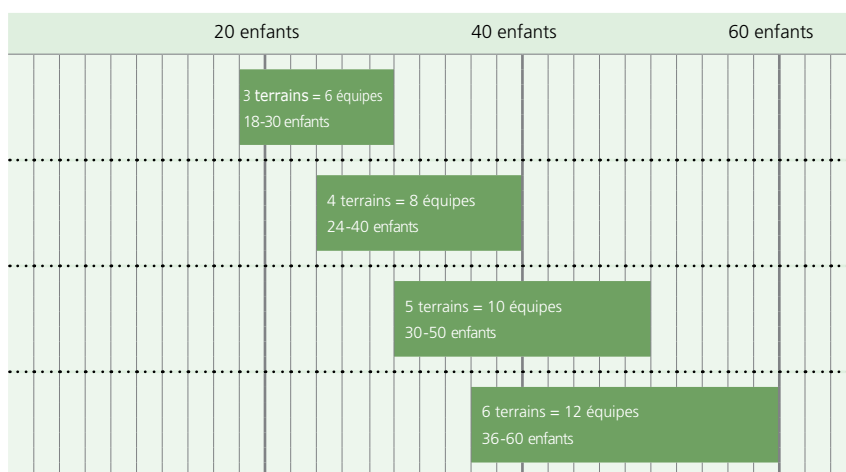 20 enfants 40 enfants 60 enfants
3 terrains = 6 équipes
18-30 enfants
4 terrains = 8 équipes
24-40 enfants
5 terrains = 10 équipes
30-50 enfants
6 terrains = 12 équipes
36-60 enfants